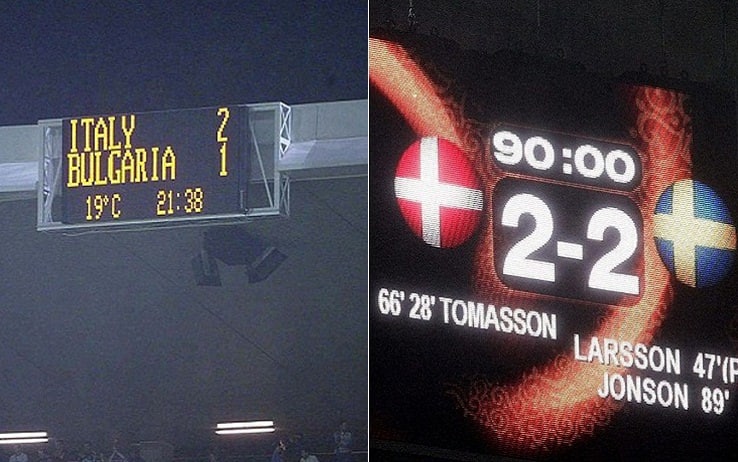 ITALY 2
BULGARIA 1
19°C 21:38
90:00
2-2
66' 28' TOMASSON
LARSSON 47'(P
JONSON 89'